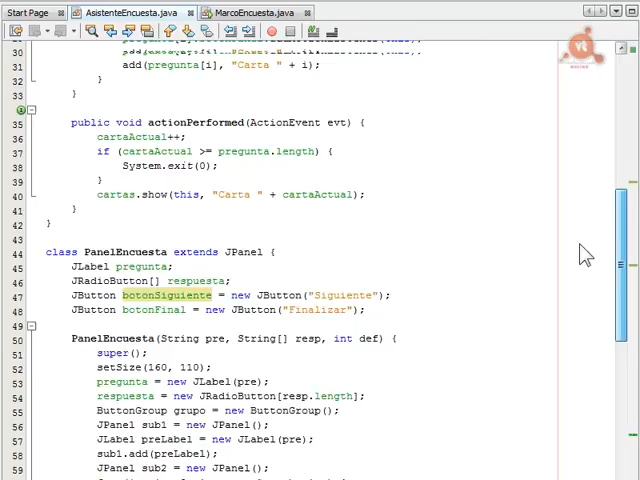 Start Page
AsistenteEncuesta.java
MarcoEncuesta.java
30
31 add(pregunta[i], "Carta " + i);
32 }
33 }
35 public void actionPerformed(ActionEvent evt) {
36 cartaActual++;
37 if (cartaActual >= pregunta.length) {
38 System.exit(0);
39 }
40 cartas.show(this, "Carta " + cartaActual);
41 }
42 }
43
44 class PanelEncuesta extends JPanel {
45 JLabel pregunta;
46 JRadioButton[] respuesta;
47 JButton botonSiguiente = new JButton("Siguiente");
48 JButton botonFinal = new JButton("Finalizar");
49
50 PanelEncuesta(String pre, String[] resp, int def) {
51 super();
52 setSize(160, 110);
53 pregunta = new JLabel(pre);
54 respuesta = new JRadioButton[resp.length];
55 ButtonGroup grupo = new ButtonGroup();
56 JPanel sub1 = new JPanel();
57 JLabel preLabel = new JLabel(pre);
58 sub1.add(preLabel);
59 JPanel sub2 = new JPanel();